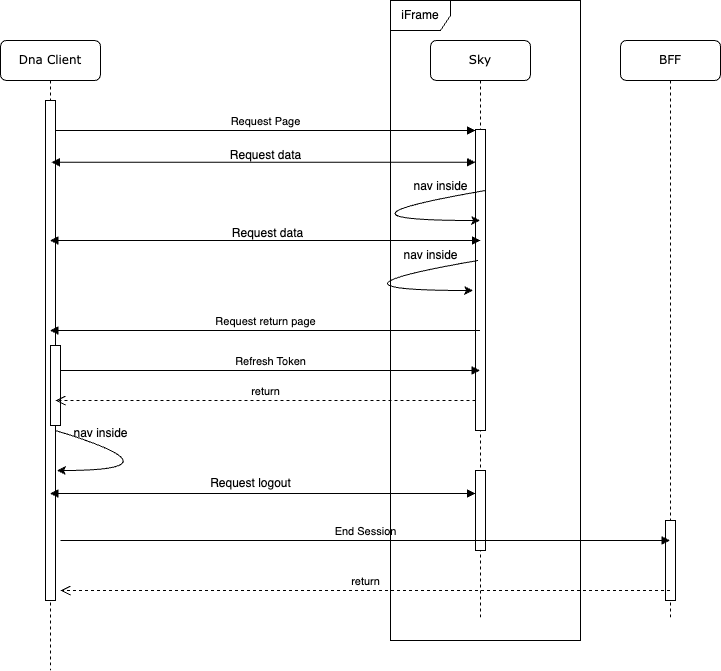 iFrame
Dna Client
Sky
BFF
Request Page
Request data
nav inside
Request data
nav inside
Request return page
Refresh Token
return
nav inside
Request logout
End Session
return